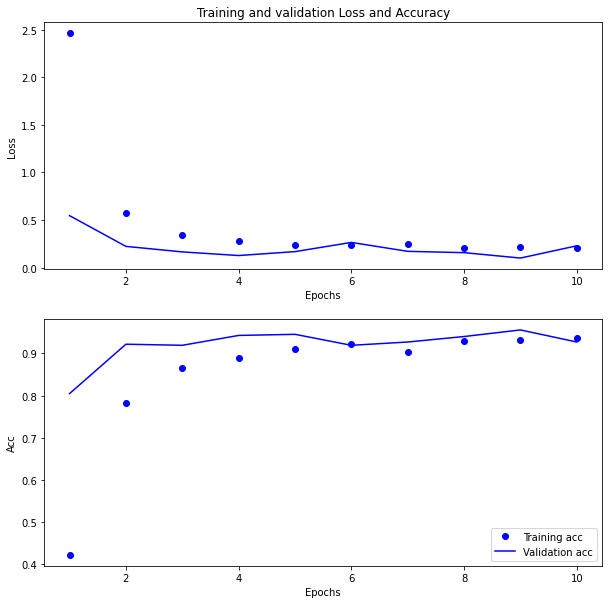 Training and validation Loss and Accuracy
2.5
2.0
1.5
1.0
0.5
0.0
Loss
2 4 6 8 10
Epochs
0.9
0.8
0.7
0.6
0.5
0.4
Acc
Training acc
Validation acc
2 4 6 8 10
Epochs